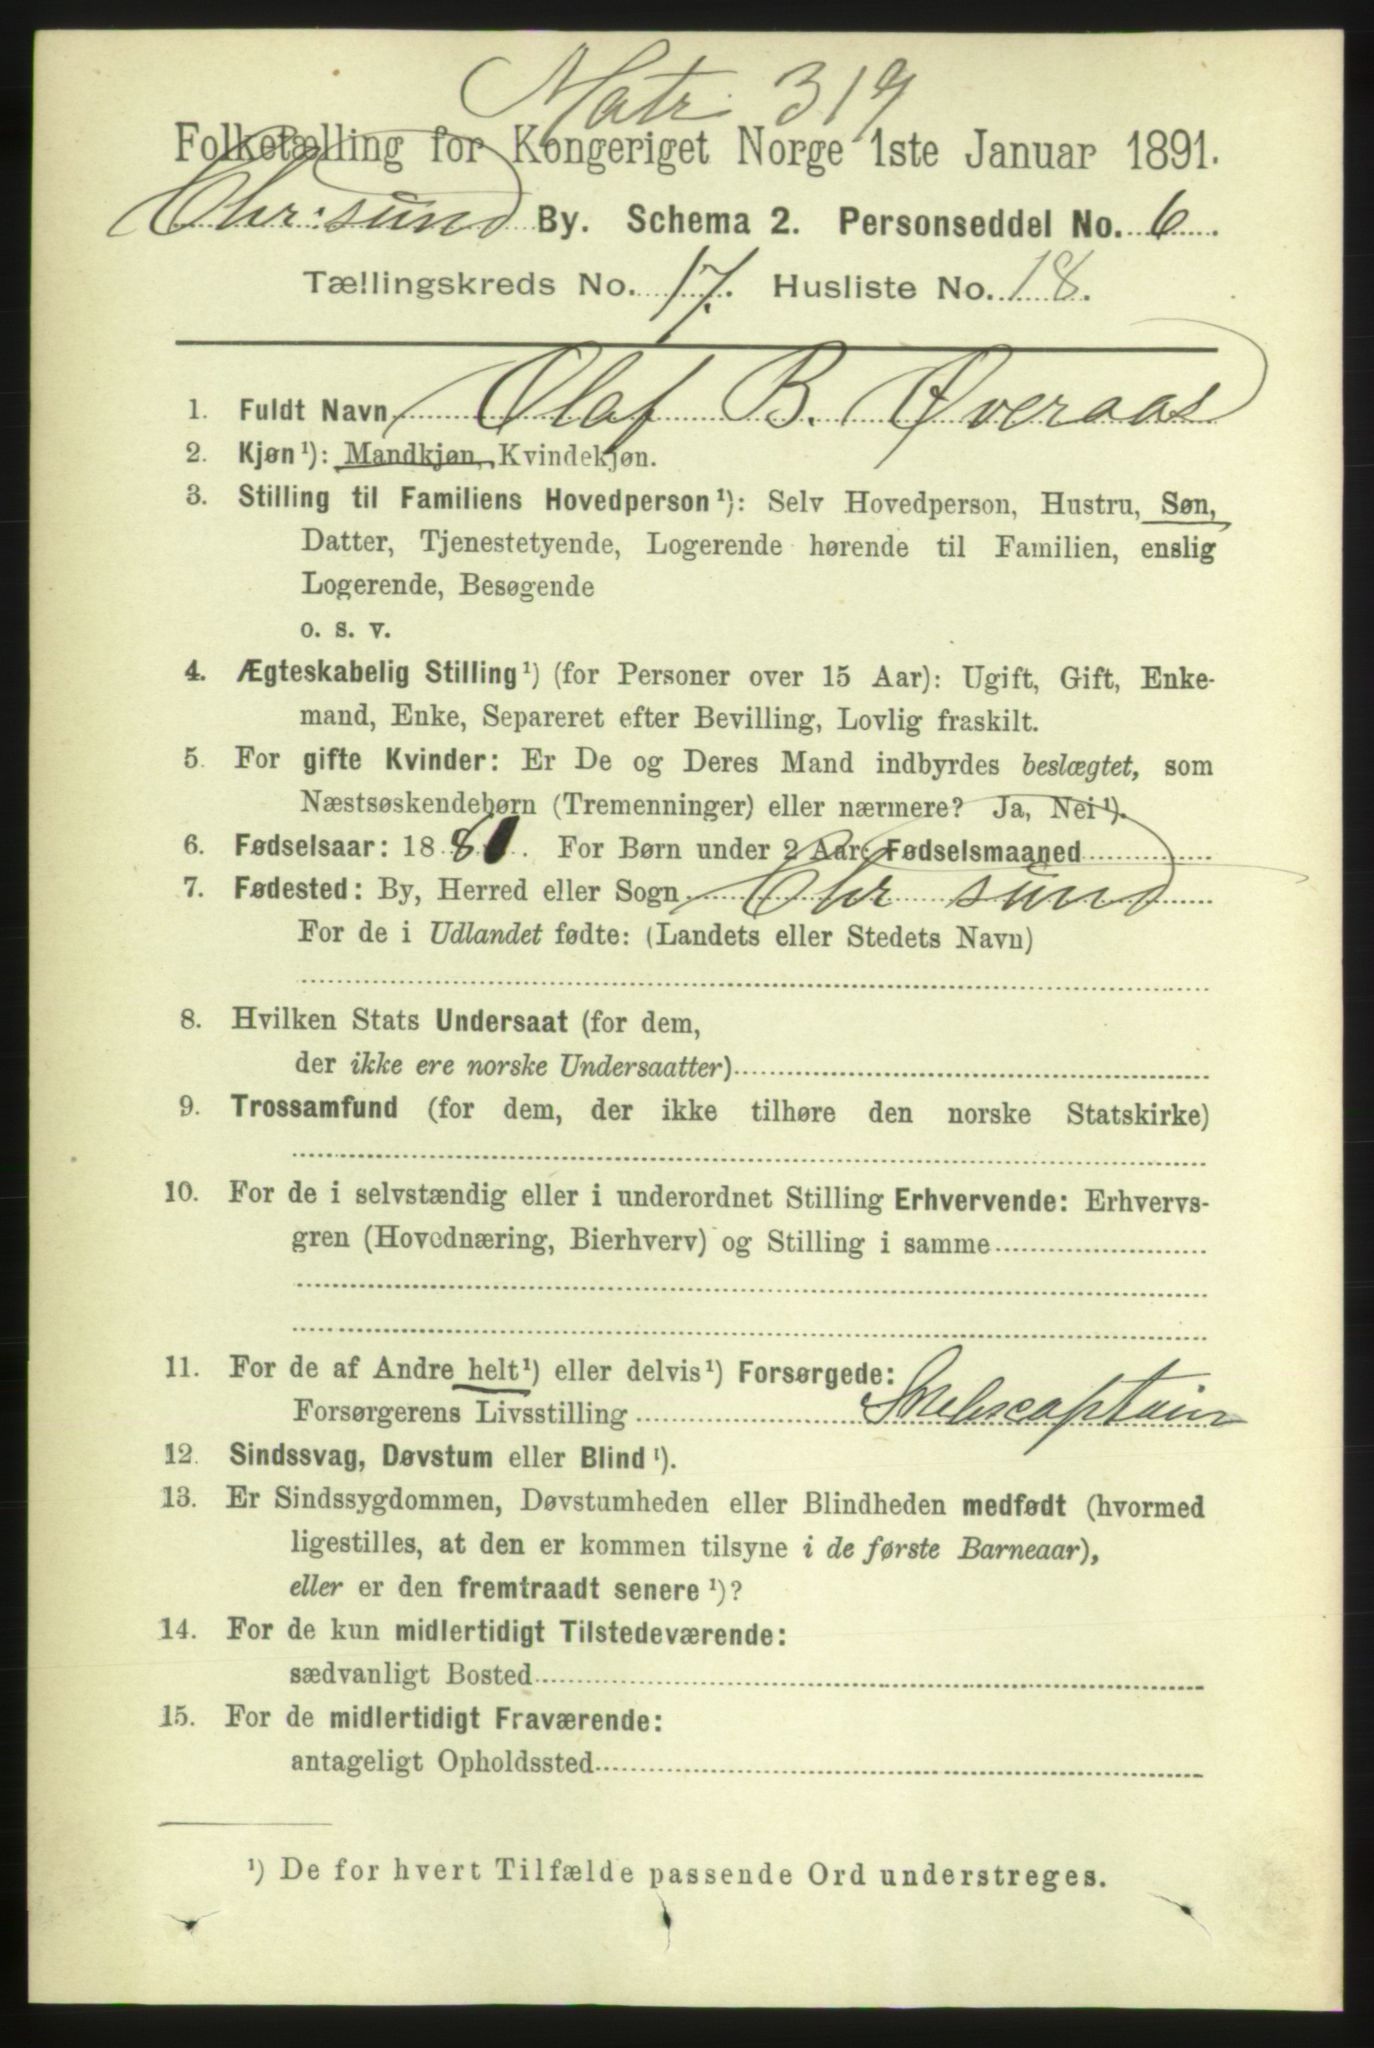 Matr. 319
Folketælling for Kongeriget Norge 1ste Januar 1891.
Chr:sund By. Schema 2. Personseddel No. 6.
Tællingskreds No. 17. Husliste No. 18.
1. Fuldt Navn Olaf B. Øveraas
2. Kjøn¹): Mandkjøn, Kvindekjøn.
3. Stilling til Familiens Hovedperson¹): Selv Hovedperson, Hustru, Søn,
Datter, Tjenestetyende, Logerende hørende til Familien, enslig
Logerende, Besøgende
o. s. v.
4. Ægteskabelig Stilling¹) (for Personer over 15 Aar): Ugift, Gift, Enke-
mand, Enke, Separeret efter Bevilling, Lovlig fraskilt.
5. For gifte Kvinder: Er De og Deres Mand indbyrdes beslægtet, som
Næstsøskendebørn (Tremenninger) eller nærmere? Ja, Nei¹).
6. Fødselsaar: 1881. For Børn under 2 Aar: Fødselsmaaned
7. Fødested: By, Herred eller Sogn Chr sund
For de i Udlandet fødte: (Landets eller Stedets Navn)
8. Hvilken Stats Undersaat (for dem,
der ikke ere norske Undersaatter)
9. Trossamfund (for dem, der ikke tilhøre den norske Statskirke)
10. For de i selvstændig eller i underordnet Stilling Erhvervende: Erhvervs-
gren (Hovednæring, Bierhverv) og Stilling i samme
11. For de af Andre helt¹) eller delvis¹) Forsørgede:
Forsørgerens Livsstilling Skibscaptain
12. Sindssvag, Døvstum eller Blind¹).
13. Er Sindssygdommen, Døvstumheden eller Blindheden medfødt (hvormed
ligestilles, at den er kommen tilsyne i de første Barneaar),
eller er den fremtraadt senere¹)?
14. For de kun midlertidigt Tilstedeværende:
sædvanligt Bosted
15. For de midlertidigt Fraværende:
antageligt Opholdssted
¹) De for hvert Tilfælde passende Ord understreges.